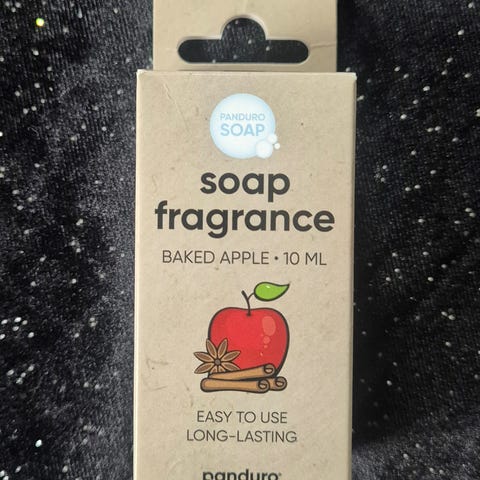 PANDURO
SOAP
soap
fragrance
BAKED APPLE • 10 ML
EASY TO USE
LONG-LASTING
panduro®